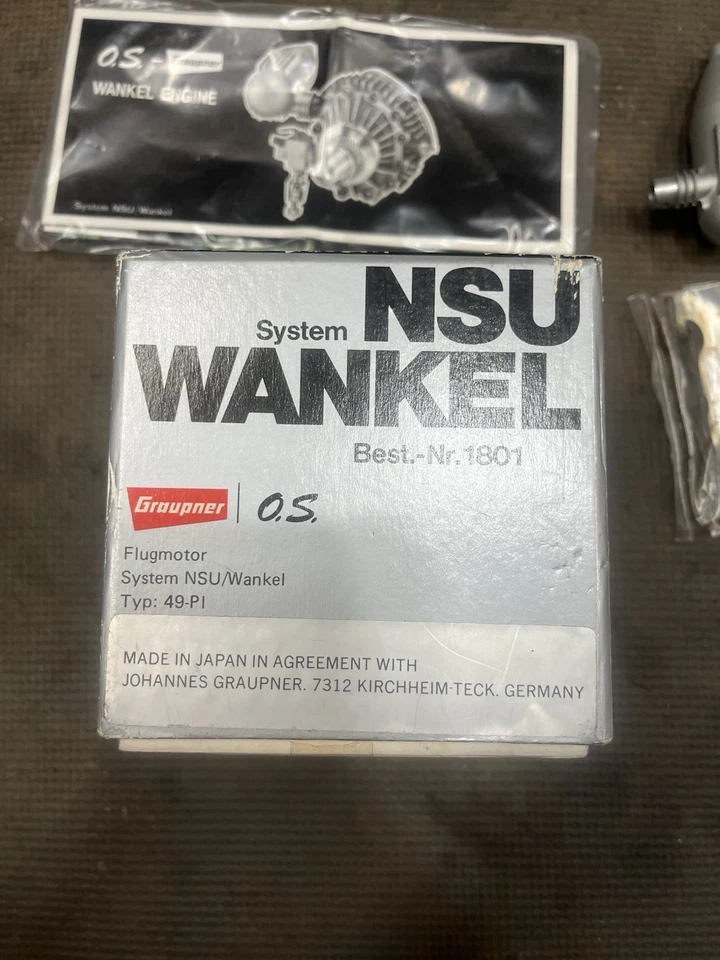 O.S.-Graupner
WANKEL ENGINE
System NSU/Wankel
System NSU
WANKEL
Best.-Nr. 1801
Graupner | O.S.
Flugmotor
System NSU/Wankel
Typ: 49-PI
MADE IN JAPAN IN AGREEMENT WITH
JOHANNES GRAUPNER. 7312 KIRCHHEIM-TECK. GERMANY